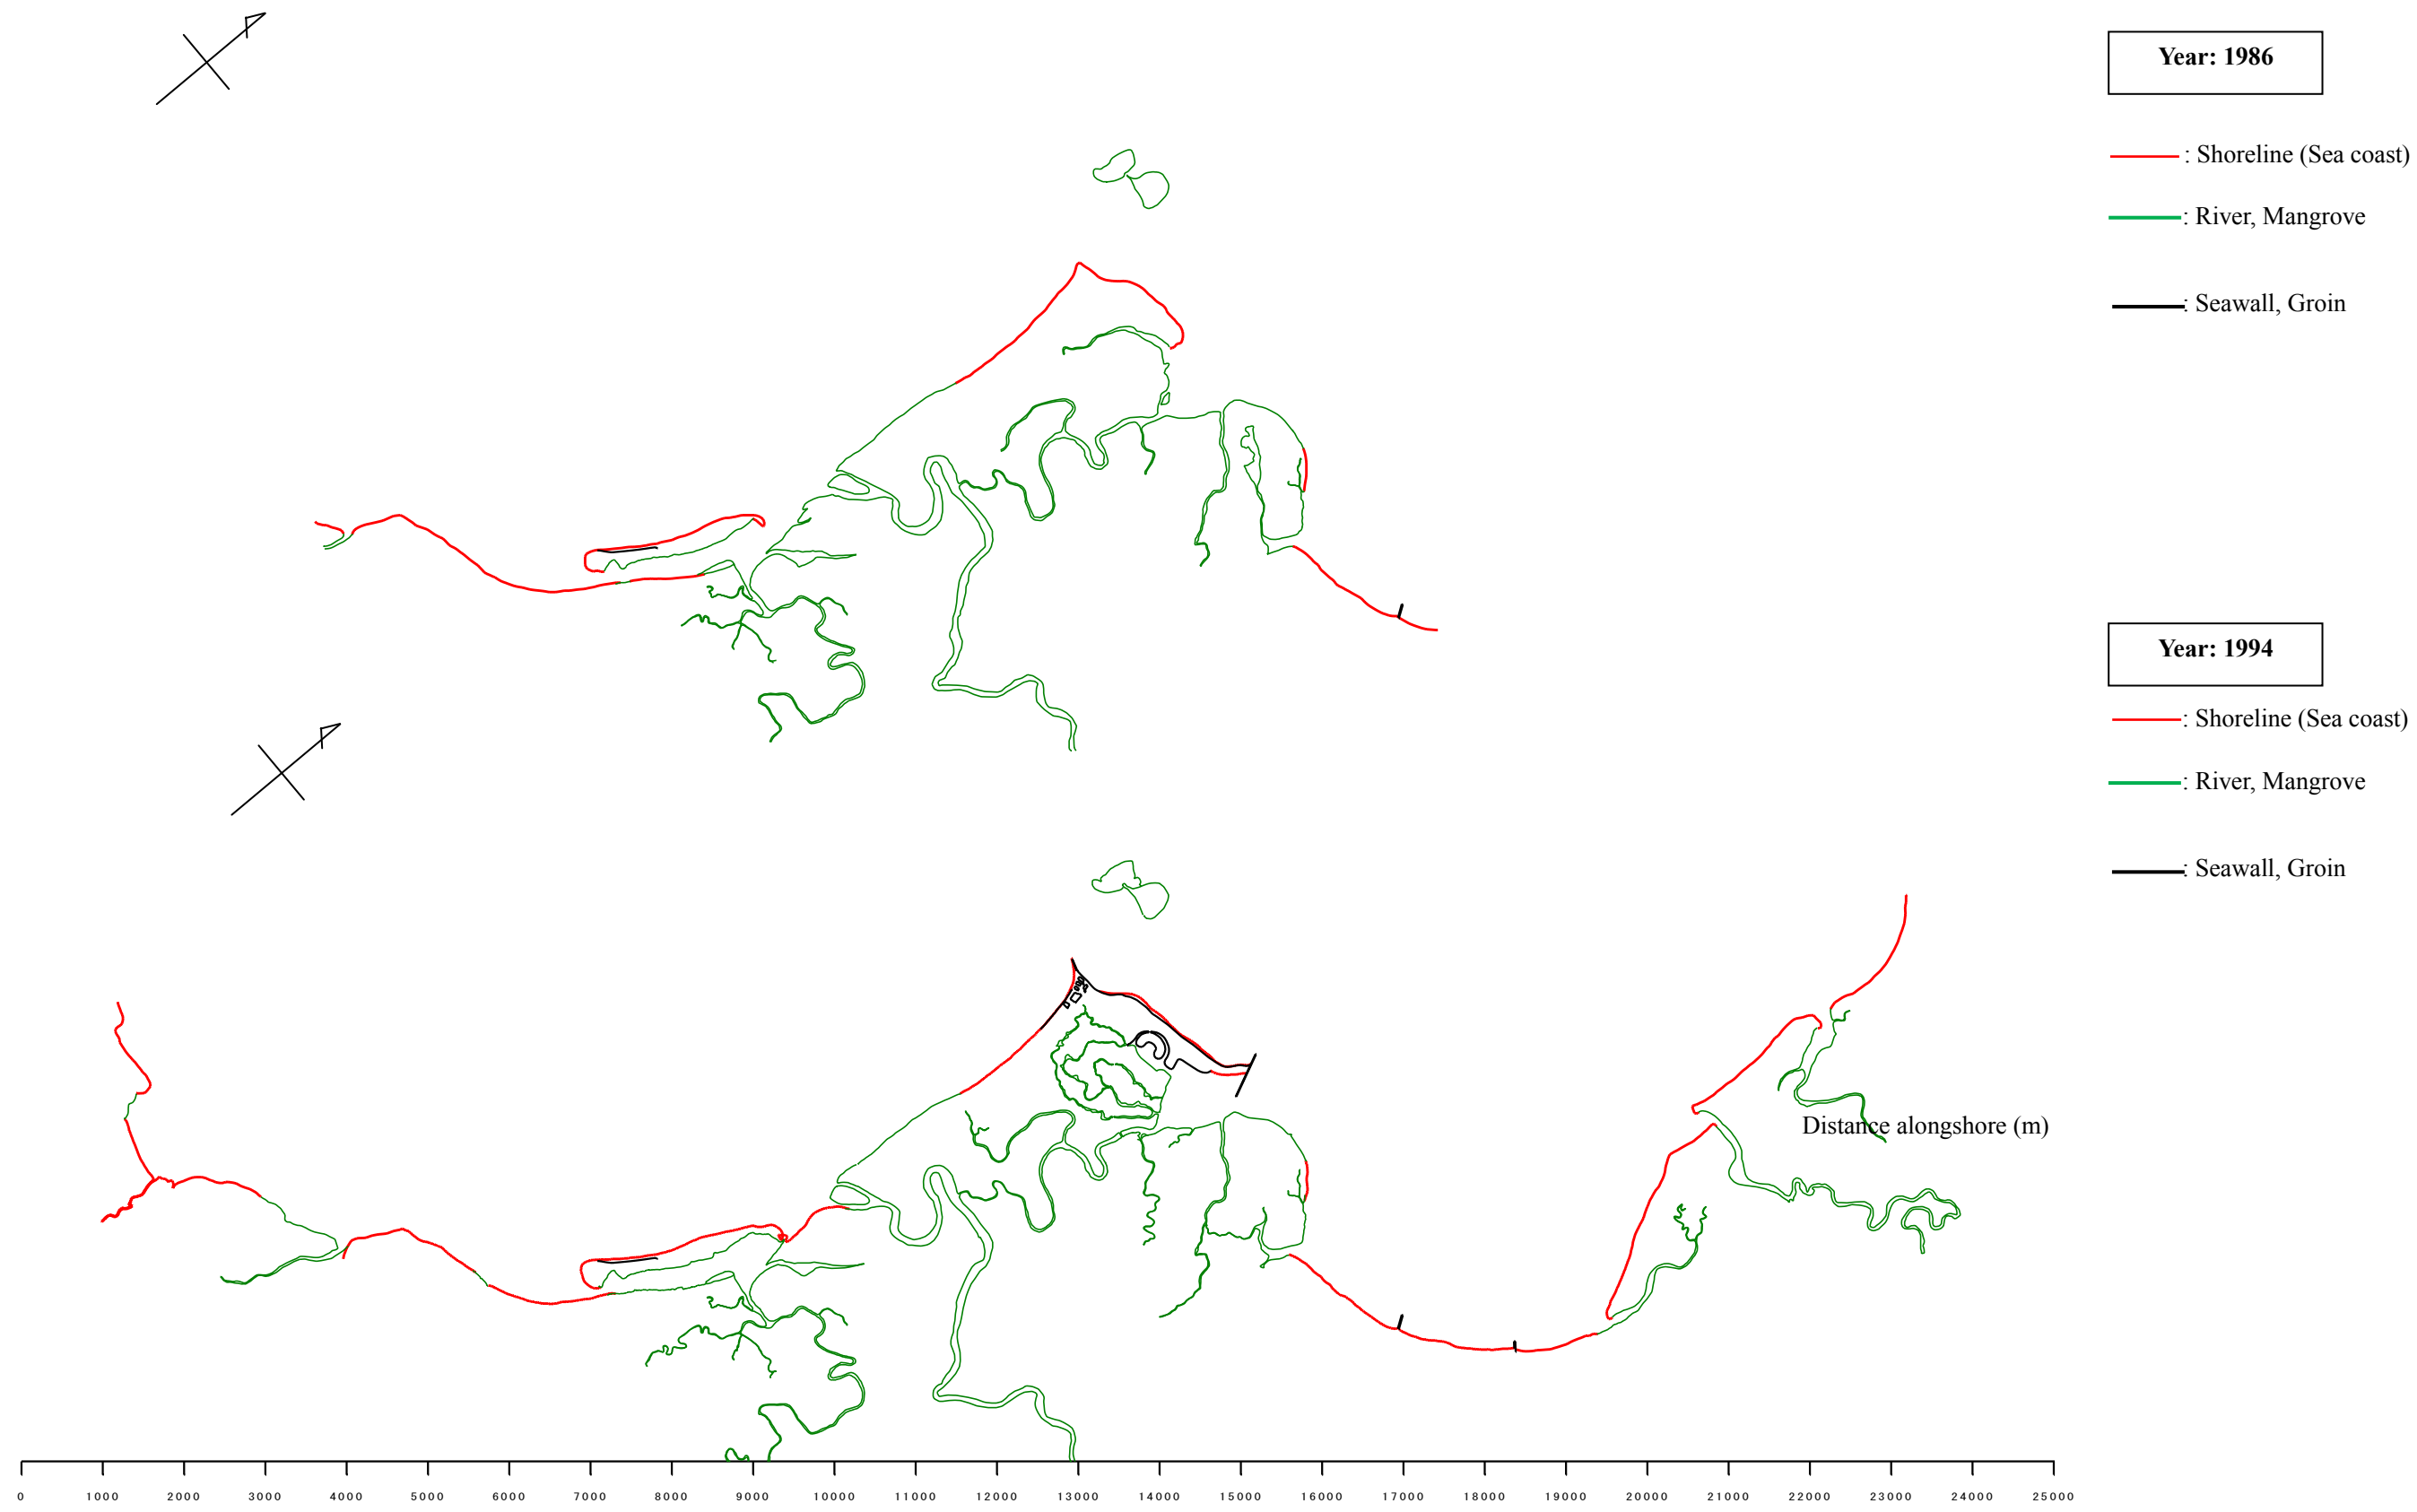 Year: 1986
: Shoreline (Sea coast)
: River, Mangrove
: Seawall, Groin
Year: 1994
: Shoreline (Sea coast)
: River, Mangrove
: Seawall, Groin
Distance alongshore (m)
0 1000 2000 3000 4000 5000 6000 7000 8000 9000 10000 11000 12000 13000 14000 15000 16000 17000 18000 19000 20000 21000 22000 23000 24000 25000